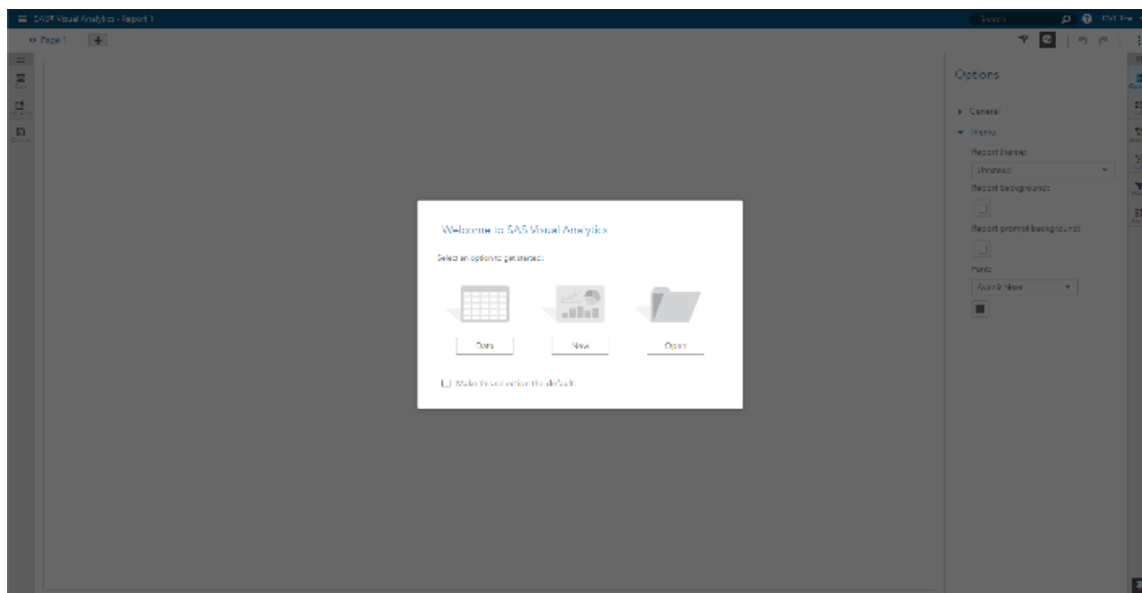 SAS® Visual Analytics - Report 1
Search
Page 1
Options
General
Theme
Report theme:
Report background:
Report prompt background:
Font:
Avenir Next
Welcome to SAS Visual Analytics
Select an option to get started:
Data
New
Open
Make this selection the default.